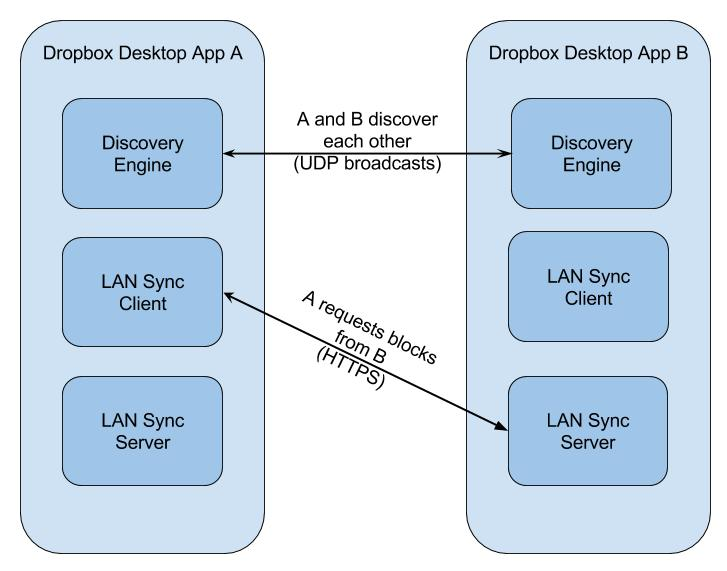 Dropbox Desktop App A
Dropbox Desktop App B
Discovery
Engine
A and B discover
each other
(UDP broadcasts)
Discovery
Engine
LAN Sync
Client
A requests blocks
from B
(HTTPS)
LAN Sync
Client
LAN Sync
Server
LAN Sync
Server